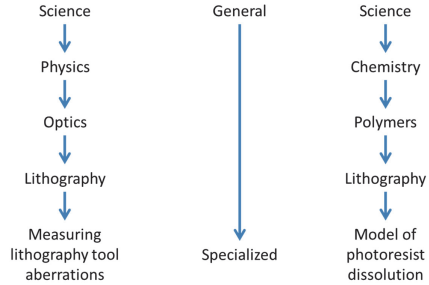 Science
Physics
Optics
Lithography
Measuring
lithography tool
aberrations
General
Specialized
Science
Chemistry
Polymers
Lithography
Model of
photoresist
dissolution